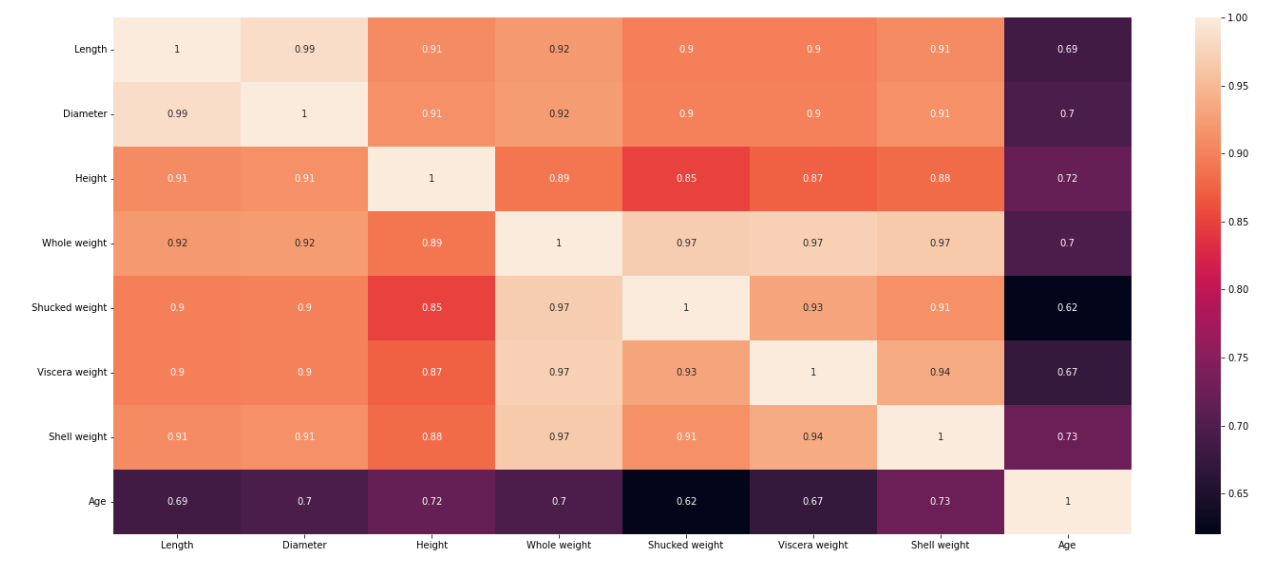 Length 1 0.99 0.91 0.92 0.9 0.9 0.91 0.69
Diameter 0.99 1 0.91 0.92 0.9 0.9 0.91 0.7
Height 0.91 0.91 1 0.89 0.85 0.87 0.88 0.72
Whole weight 0.92 0.92 0.89 1 0.97 0.97 0.97 0.7
Shucked weight 0.9 0.9 0.85 0.97 1 0.93 0.91 0.62
Viscera weight 0.9 0.9 0.87 0.97 0.93 1 0.94 0.67
Shell weight 0.91 0.91 0.88 0.97 0.91 0.94 1 0.73
Age 0.69 0.7 0.72 0.7 0.62 0.67 0.73 1
Length Diameter Height Whole weight Shucked weight Viscera weight Shell weight Age
1.00
0.95
0.90
0.85
0.80
0.75
0.70
0.65